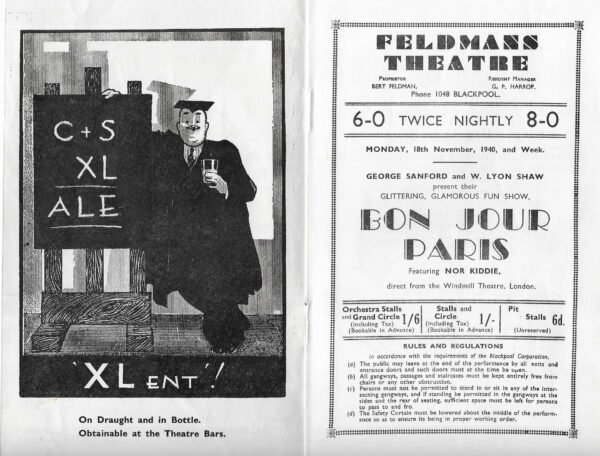 C + S
XL
ALE
'XL ENT.'
On Draught and in Bottle.
Obtainable at the Theatre Bars.
FELDMANS
THEATRE
PROPRIETOR
BERT FELDMAN.
RESIDENT MANAGER
G. P. HARROP.
Phone 1048 BLACKPOOL.
6-0 TWICE NIGHTLY 8-0
MONDAY, 18th November, 1940, and Week.
GEORGE SANFORD and W. LYON SHAW
present their
GLITTERING, GLAMOROUS FUN SHOW,
BON JOUR
PARIS
Featuring NOR KIDDIE,
direct from the Windmill Theatre, London.
Orchestra Stalls
and Grand Circle 1/6
(Including Tax)
(Bookable in Advance)
Stalls and
Circle 1/-
(Including Tax)
(Bookable in Advance)
Pit
Stalls 6d.
(Unreserved)
RULES AND REGULATIONS
in accordance with the requirements of the Blackpool Corporation.
(a) The public may leave at the end of the performance by all exits and
entrance doors and such doors must at the time be open.
(b) All gangways, passages and staircases must be kept entirely free from
chairs or any other obstruction.
(c) Persons must not be permitted to stand in or sit in any of the inter-
secting gangways, and if standing be permitted in the gangways at the
sides and the rear of seating, sufficient space must be left for persons
to pass to and fro.
(d) The Safety Curtain must be lowered about the middle of the perform-
ance so as to ensure its being in proper working order.